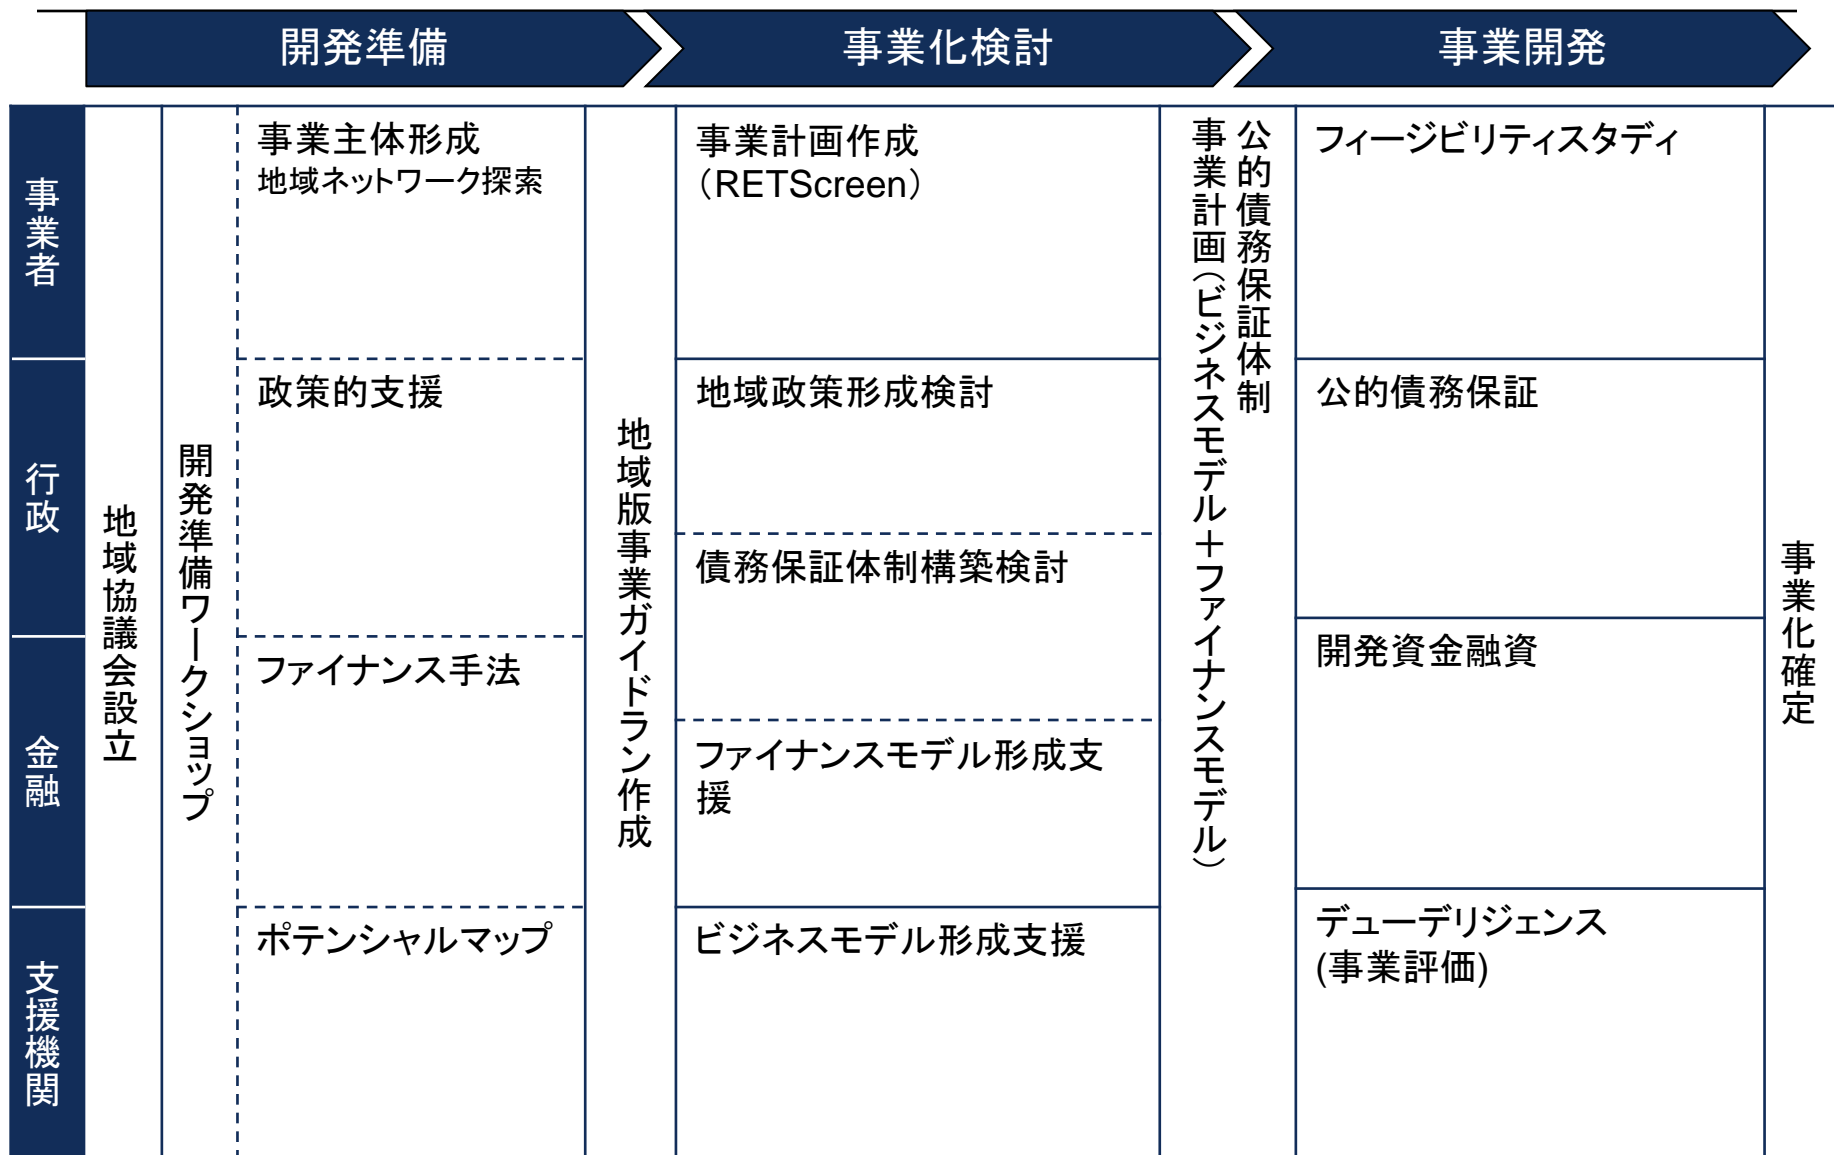 開発準備
事業化検討
事業開発
事業者
行政
金融
支援機関
地域協議会設立
開発準備ワークショップ
事業主体形成
地域ネットワーク探索
政策的支援
ファイナンス手法
ポテンシャルマップ
地域版事業ガイドラン作成
事業計画作成
（RETScreen）
地域政策形成検討
債務保証体制構築検討
ファイナンスモデル形成支
援
ビジネスモデル形成支援
公的債務保証体制
事業計画（ビジネスモデル＋ファイナンスモデル）
フィージビリティスタディ
公的債務保証
開発資金融資
デューデリジェンス
(事業評価)
事業化確定